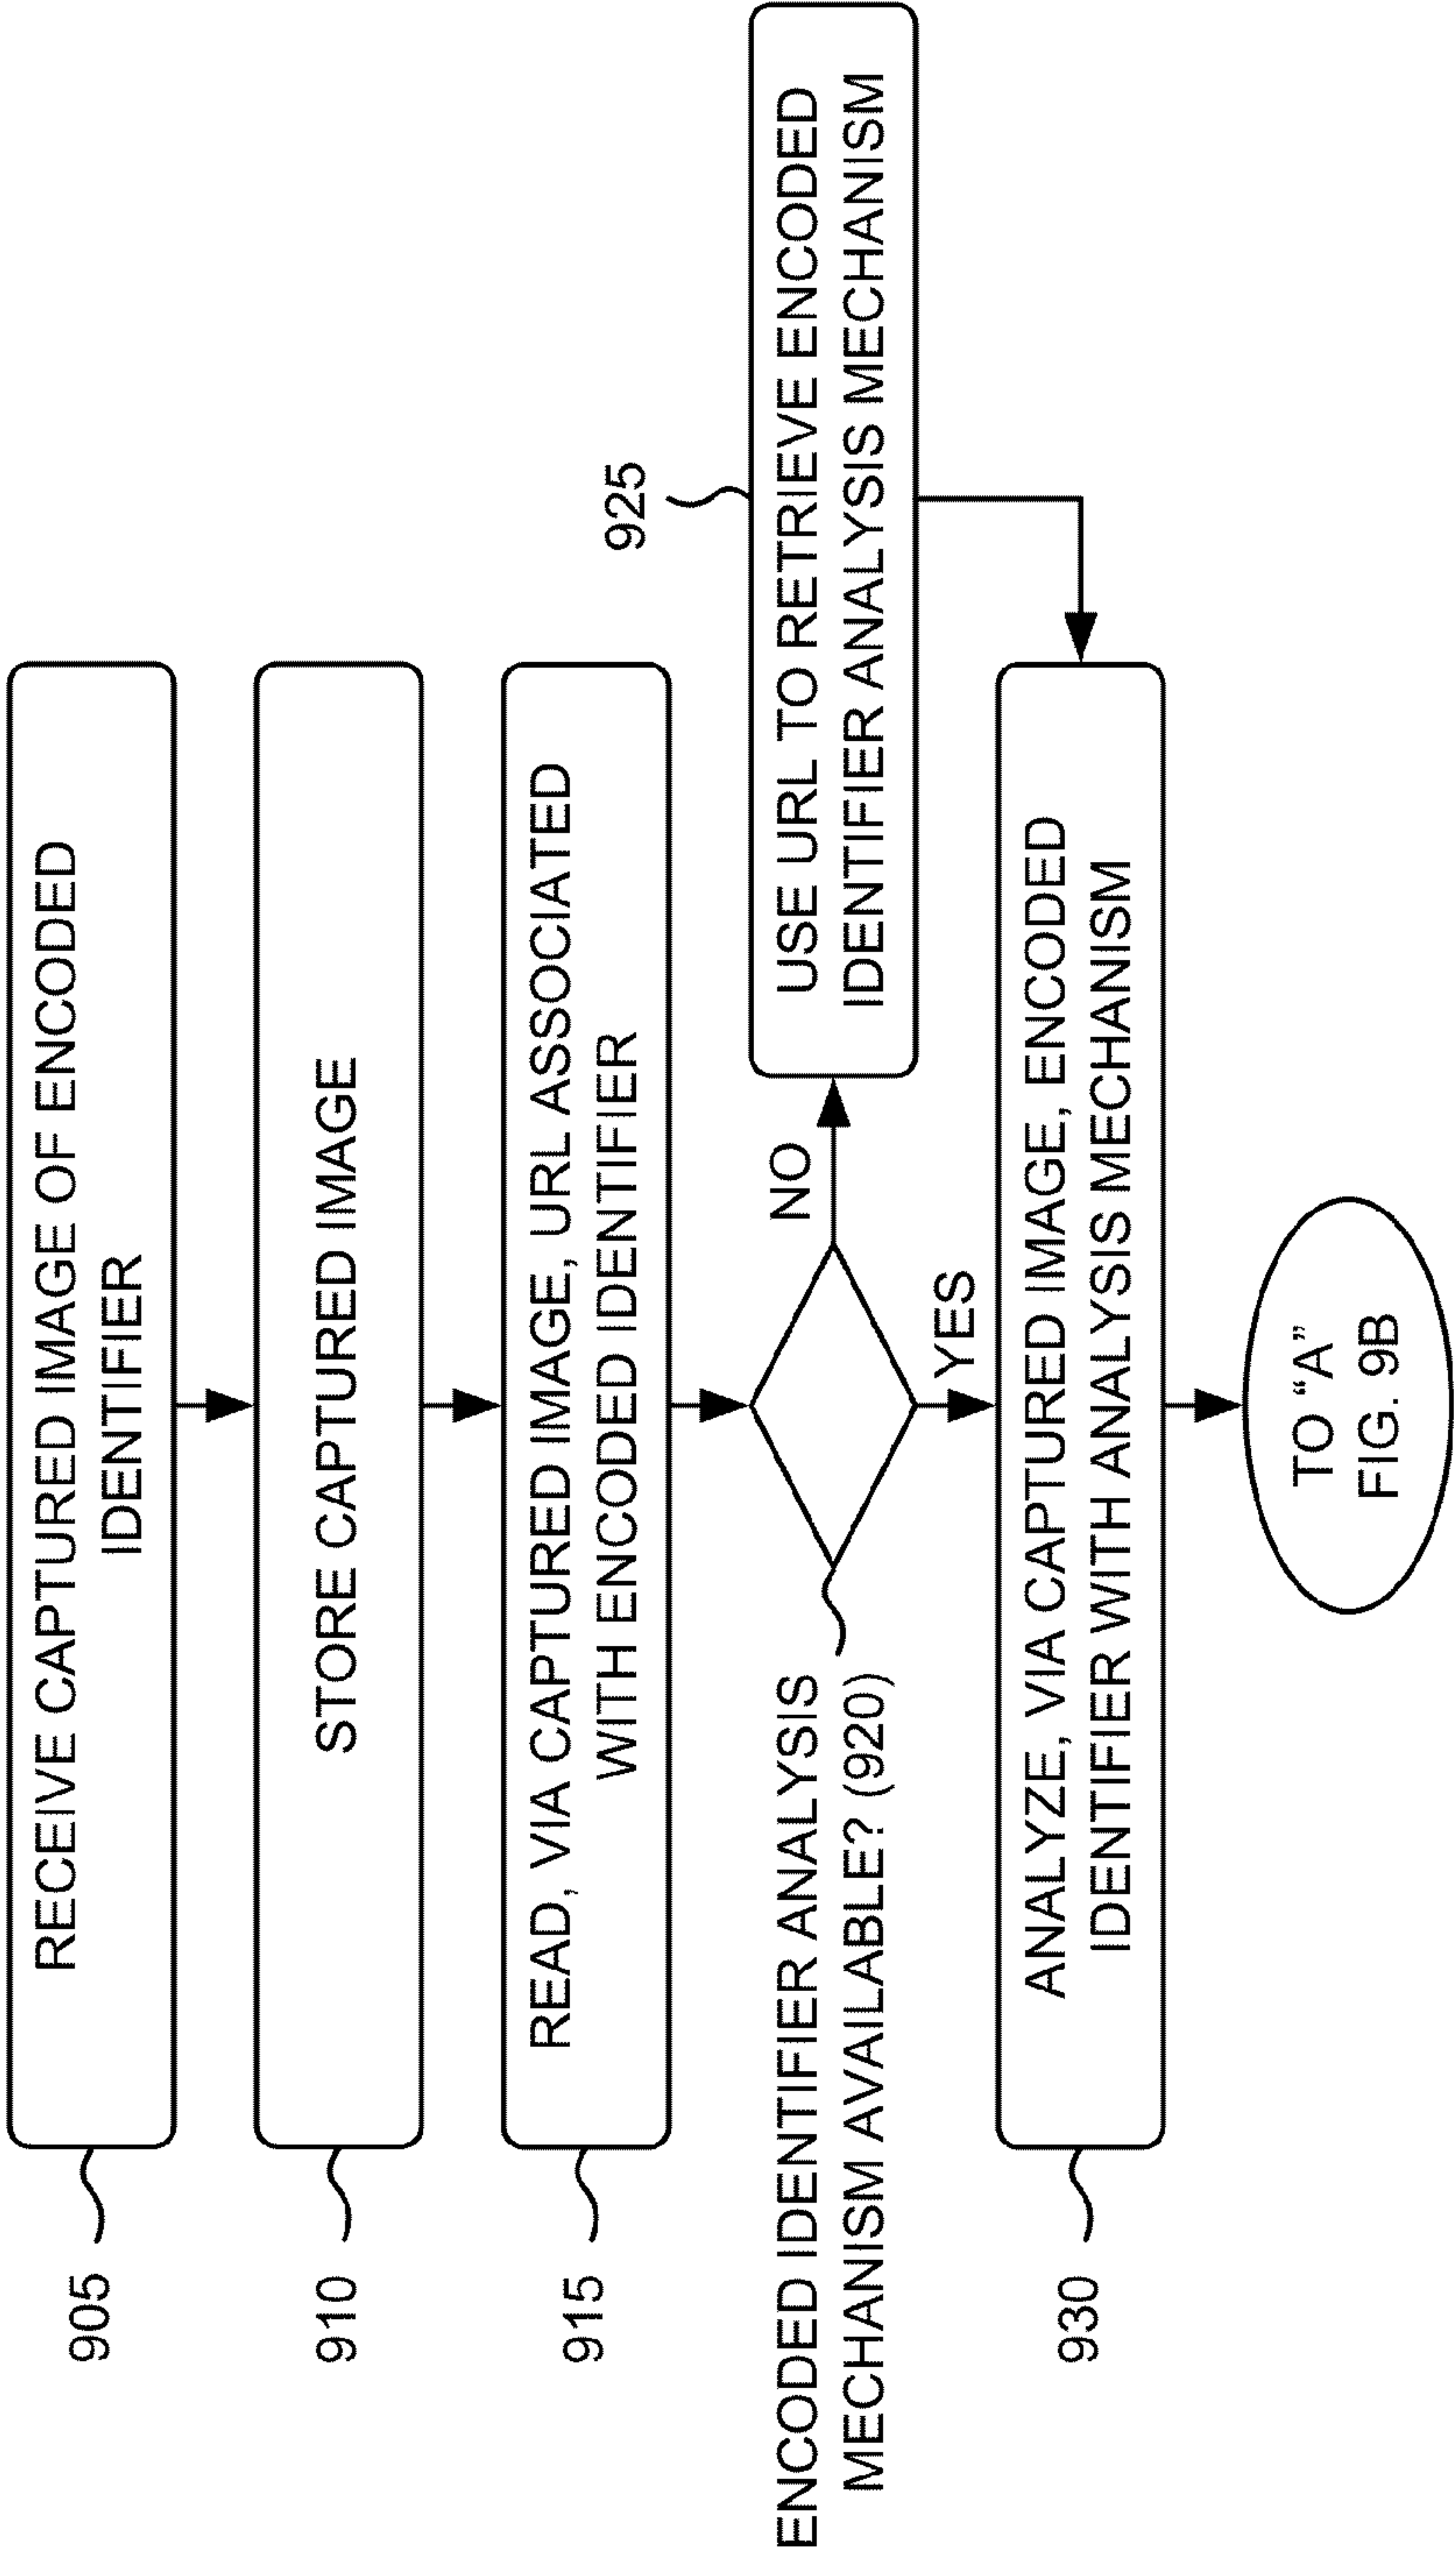 905
RECEIVE CAPTURED IMAGE OF ENCODED
IDENTIFIER
910
STORE CAPTURED IMAGE
915
READ, VIA CAPTURED IMAGE, URL ASSOCIATED
WITH ENCODED IDENTIFIER
ENCODED IDENTIFIER ANALYSIS
MECHANISM AVAILABLE? (920)
NO
925
USE URL TO RETRIEVE ENCODED
IDENTIFIER ANALYSIS MECHANISM
YES
930
ANALYZE, VIA CAPTURED IMAGE, ENCODED
IDENTIFIER WITH ANALYSIS MECHANISM
TO “A”
FIG. 9B